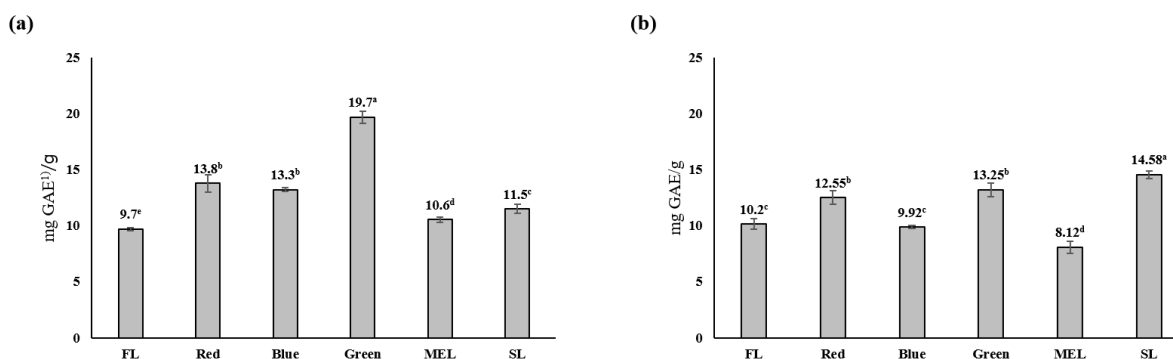 (a)
mg GAE¹⁾/g
25
20
15
10
5
0
9.7ᵉ
13.8ᵇ
13.3ᵇ
19.7ᵃ
10.6ᵈ
11.5ᶜ
FL Red Blue Green MEL SL
(b)
mg GAE/g
25
20
15
10
5
0
10.2ᶜ
12.55ᵇ
9.92ᶜ
13.25ᵇ
8.12ᵈ
14.58ᵃ
FL Red Blue Green MEL SL